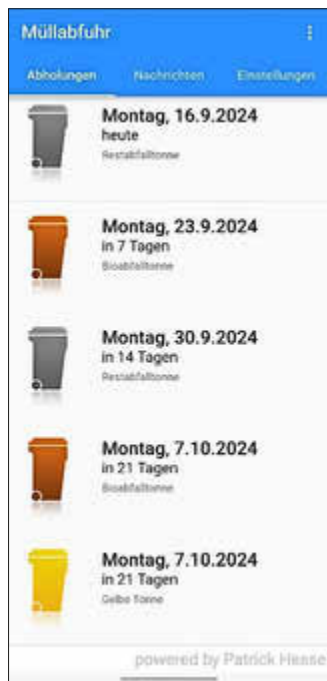 Müllabfuhr
Abholungen Nachrichten Einstellungen
Montag, 16.9.2024
heute
Restabfalltonne
Montag, 23.9.2024
in 7 Tagen
Bioabfalltonne
Montag, 30.9.2024
in 14 Tagen
Restabfalltonne
Montag, 7.10.2024
in 21 Tagen
Bioabfalltonne
Montag, 7.10.2024
in 21 Tagen
Gelbe Tonne
powered by Patrick Hesse